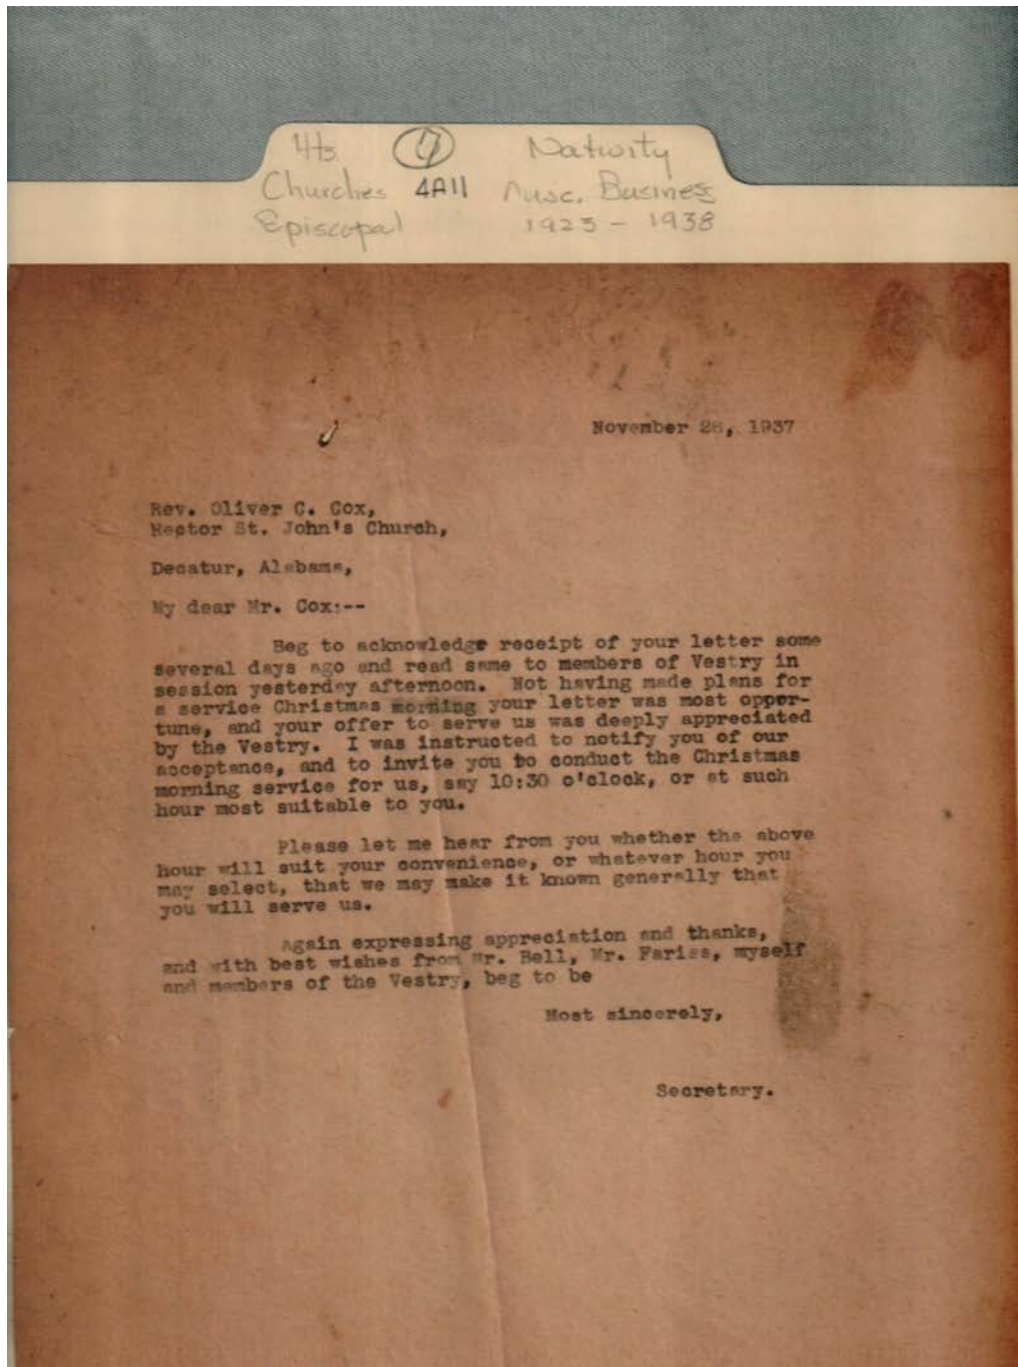 Hs. 7 Nativity
Churches 4A11 Misc. Business
Episcopal 1923 - 1938
November 28, 1937
Rev. Oliver C. Cox,
Rector St. John's Church,
Decatur, Alabama,
My dear Mr. Cox:--
Beg to acknowledge receipt of your letter some
several days ago and read same to members of Vestry in
session yesterday afternoon. Not having made plans for
a service Christmas morning your letter was most oppor-
tune, and your offer to serve us was deeply appreciated
by the Vestry. I was instructed to notify you of our
acceptance, and to invite you to conduct the Christmas
morning service for us, say 10:30 o'clock, or at such
hour most suitable to you.
Please let me hear from you whether the above
hour will suit your convenience, or whatever hour you
may select, that we may make it known generally that
you will serve us.
Again expressing appreciation and thanks,
and with best wishes from Mr. Bell, Mr. Fariss, myself
and members of the Vestry, beg to be
Most sincerely,
Secretary.